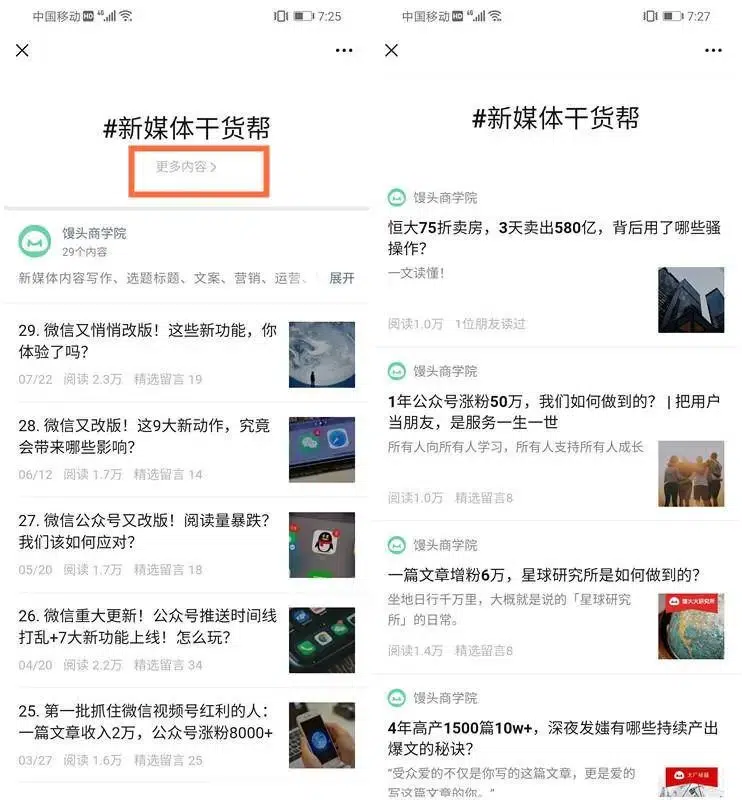 中国移动 HD 4G 7:25
#新媒体干货帮
更多内容 >
馒头商学院
29个内容
新媒体内容写作、选题标题、文案、营销、运营、 展开
29. 微信又悄悄改版！这些新功能，你
体验了吗？
07/22 阅读 2.3万 精选留言 19
28. 微信又改版！这9大新动作，究竟
会带来哪些影响？
06/12 阅读 1.7万 精选留言 14
27. 微信公众号又改版！阅读量暴跌？
我们该如何应对？
05/20 阅读 1.7万 精选留言 18
26. 微信重大更新！公众号推送时间线
打乱+7大新功能上线！怎么玩？
04/20 阅读 2.2万 精选留言 34
25. 第一批抓住微信视频号红利的人：
一篇文章收入2万，公众号涨粉8000+
03/27 阅读 1.6万 精选留言 25
中国移动 HD 4G 7:27
#新媒体干货帮
馒头商学院
恒大75折卖房，3天卖出580亿，背后用了哪些骚
操作？
一文读懂！
阅读1.0万 1位朋友读过
馒头商学院
1年公众号涨粉50万，我们如何做到的？ | 把用户
当朋友，是服务一生一世
所有人向所有人学习，所有人支持所有人成长
阅读1.0万 精选留言8
馒头商学院
一篇文章增粉6万，星球研究所是如何做到的？
坐地日行千万里，大概就是说的「星球研究
所」的日常。
阅读1.4万 精选留言8
馒头商学院
4年高产1500篇10w+，深夜发媸有哪些持续产出
爆文的秘诀？
“受众爱的不仅是你写的这篇文章，更是爱的
写这篇文章的你。”